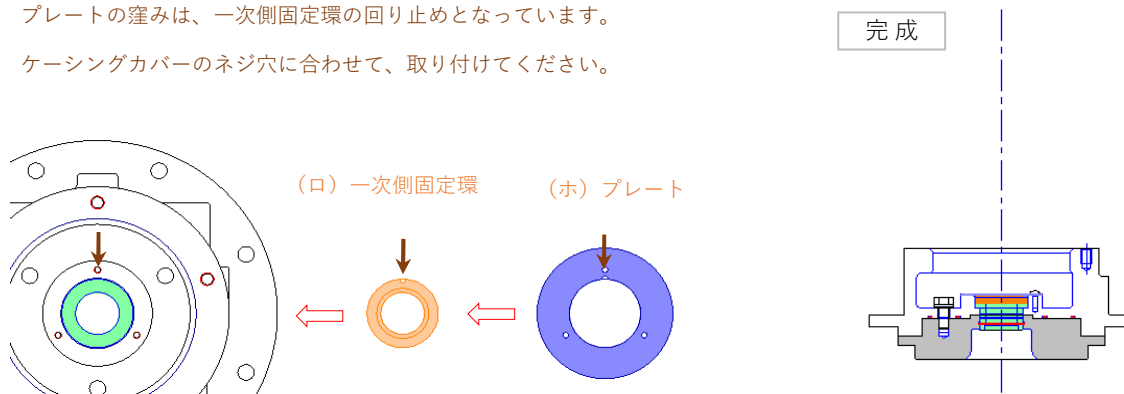 プレートの窪みは、一次側固定環の回り止めとなっています。
ケーシングカバーのネジ穴に合わせて、取り付けてください。
完成
（ロ）一次側固定環
（ホ）プレート